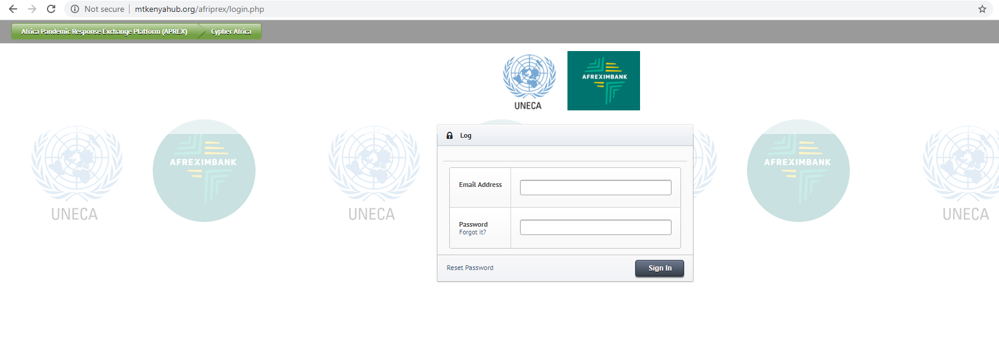 Not secure mtkenyahub.org/afriprex/login.php
Africa Pandemic Response Exchange Platform (APREX) Cypher Africa
UNECA
AFREXIMBANK
Log
Email Address
Password
Forgot it?
Reset Password
Sign In
UNECA
AFREXIMBANK
UNECA
AFREXIMBANK
UNECA